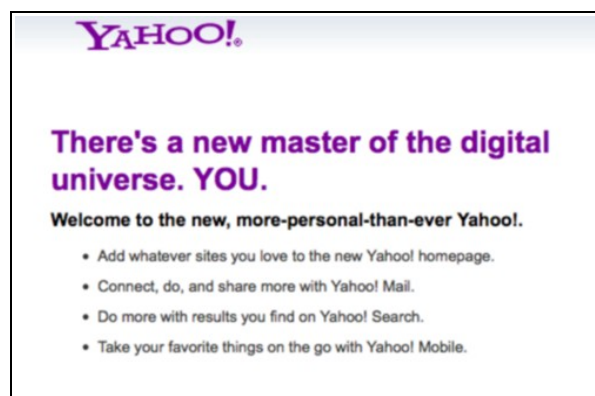 YAHOO!®
There's a new master of the digital
universe. YOU.
Welcome to the new, more-personal-than-ever Yahoo!.
• Add whatever sites you love to the new Yahoo! homepage.
• Connect, do, and share more with Yahoo! Mail.
• Do more with results you find on Yahoo! Search.
• Take your favorite things on the go with Yahoo! Mobile.